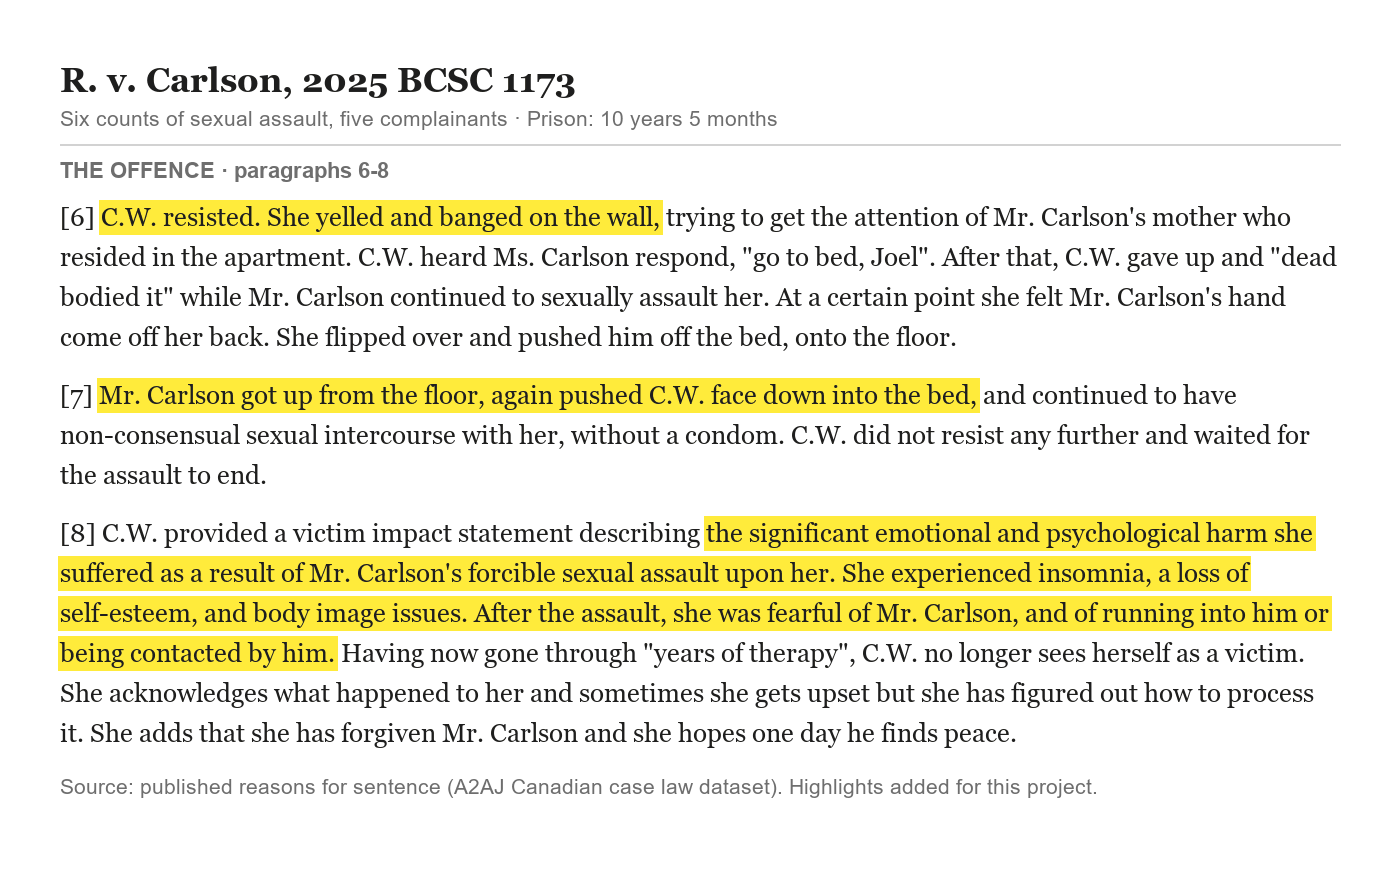 R. v. Carlson, 2025 BCSC 1173
Six counts of sexual assault, five complainants · Prison: 10 years 5 months
THE OFFENCE · paragraphs 6-8
[6] C.W. resisted. She yelled and banged on the wall, trying to get the attention of Mr. Carlson's mother who
resided in the apartment. C.W. heard Ms. Carlson respond, "go to bed, Joel". After that, C.W. gave up and "dead
bodied it" while Mr. Carlson continued to sexually assault her. At a certain point she felt Mr. Carlson's hand
come off her back. She flipped over and pushed him off the bed, onto the floor.
[7] Mr. Carlson got up from the floor, again pushed C.W. face down into the bed, and continued to have
non-consensual sexual intercourse with her, without a condom. C.W. did not resist any further and waited for
the assault to end.
[8] C.W. provided a victim impact statement describing the significant emotional and psychological harm she
suffered as a result of Mr. Carlson's forcible sexual assault upon her. She experienced insomnia, a loss of
self-esteem, and body image issues. After the assault, she was fearful of Mr. Carlson, and of running into him or
being contacted by him. Having now gone through "years of therapy", C.W. no longer sees herself as a victim.
She acknowledges what happened to her and sometimes she gets upset but she has figured out how to process
it. She adds that she has forgiven Mr. Carlson and she hopes one day he finds peace.
Source: published reasons for sentence (A2AJ Canadian case law dataset). Highlights added for this project.